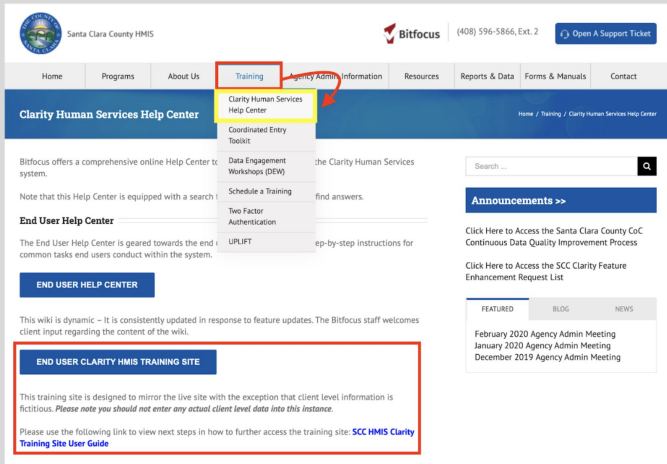 THE COUNTY OF
SANTA CLARA
Santa Clara County HMIS
Bitfocus
(408) 596-5866, Ext. 2
Open A Support Ticket
Home
Programs
About Us
Training
Agency Admin Information
Resources
Reports & Data
Forms & Manuals
Contact
Clarity Human Services Help Center
Home / Training / Clarity Human Services Help Center
Clarity Human Services
Help Center
Coordinated Entry
Toolkit
Data Engagement
Workshops (DEW)
Schedule a Training
Two Factor
Authentication
UPLIFT
Bitfocus offers a comprehensive online Help Center to the Clarity Human Services
system.
Note that this Help Center is equipped with a search find answers.
End User Help Center
The End User Help Center is geared towards the end ep-by-step instructions for
common tasks end users conduct within the system.
END USER HELP CENTER
This wiki is dynamic – It is consistently updated in response to feature updates. The Bitfocus staff welcomes
client input regarding the content of the wiki.
END USER CLARITY HMIS TRAINING SITE
This training site is designed to mirror the live site with the exception that client level information is
fictitious. Please note you should not enter any actual client level data into this instance.
Please use the following link to view next steps in how to further access the training site: SCC HMIS Clarity
Training Site User Guide
Search ...
Announcements >>
Click Here to Access the Santa Clara County CoC
Continuous Data Quality Improvement Process
Click Here to Access the SCC Clarity Feature
Enhancement Request List
FEATURED
BLOG
NEWS
February 2020 Agency Admin Meeting
January 2020 Agency Admin Meeting
December 2019 Agency Admin Meeting